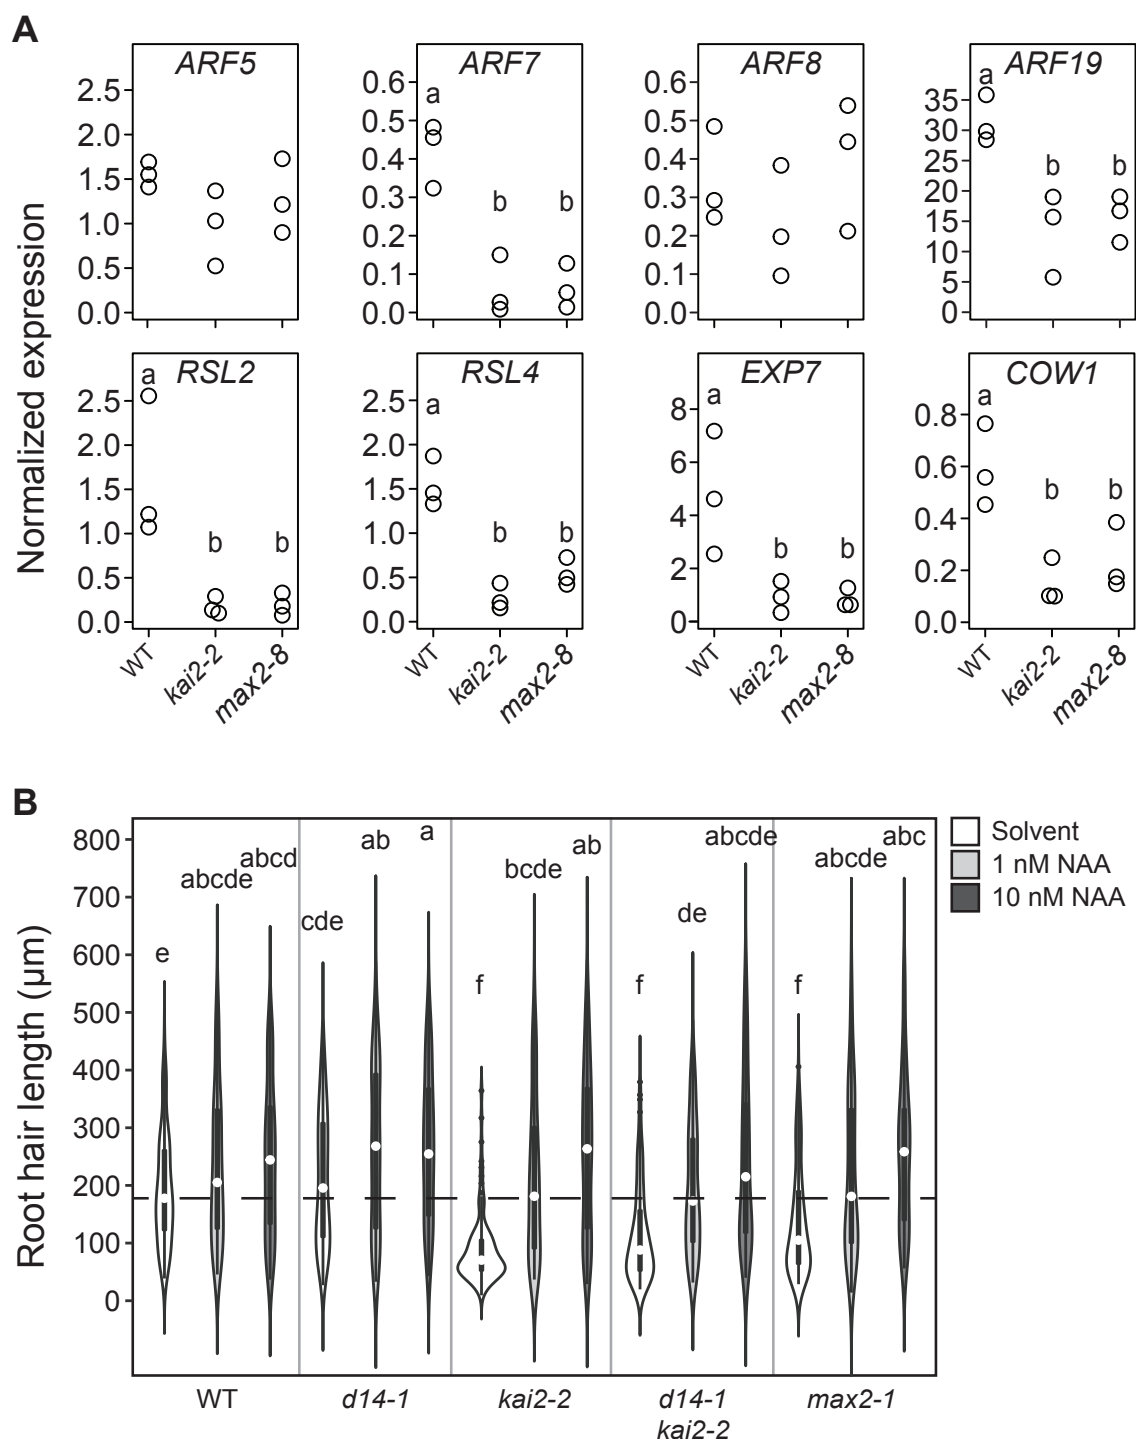 A
ARF5 ARF7 ARF8 ARF19
2.5 2.0 1.5 1.0 0.5 0.0
0.6 0.5 0.4 0.3 0.2 0.1 0.0
a b b
0.6 0.5 0.4 0.3 0.2 0.1 0.0
35 30 25 20 15 10 5 0
a b b
Normalized expression
RSL2 RSL4 EXP7 COW1
2.5 2.0 1.5 1.0 0.5 0.0
a b b
2.5 2.0 1.5 1.0 0.5 0.0
a b b
8 6 4 2 0
a b b
0.8 0.6 0.4 0.2 0.0
a b b
WT kai2-2 max2-8
WT kai2-2 max2-8
WT kai2-2 max2-8
WT kai2-2 max2-8
B
Root hair length (µm)
800
700
600
500
400
300
200
100
0
e abcde abcd
cde ab a
f bcde ab
f de abcde
f abcde abc
Solvent
1 nM NAA
10 nM NAA
WT d14-1 kai2-2 d14-1 max2-1
kai2-2